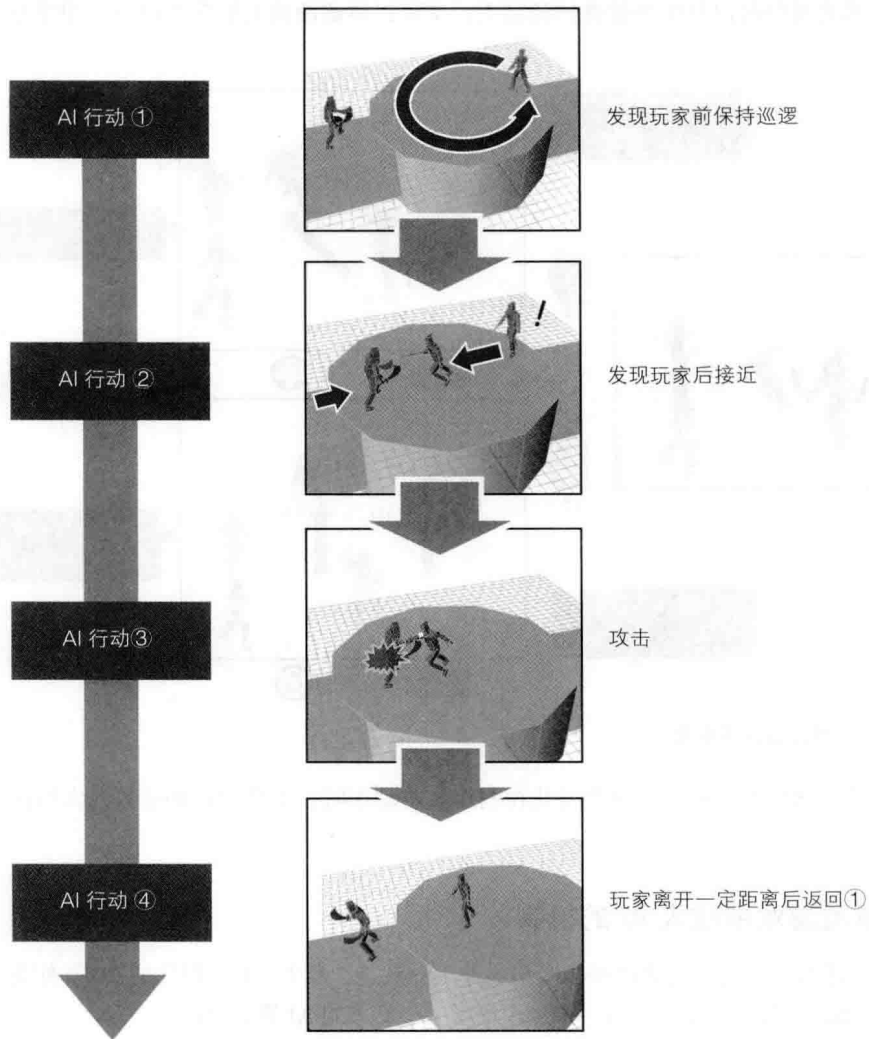 AI 行动 ①
发现玩家前保持巡逻
!
AI 行动 ②
发现玩家后接近
AI 行动③
攻击
AI 行动 ④
玩家离开一定距离后返回①